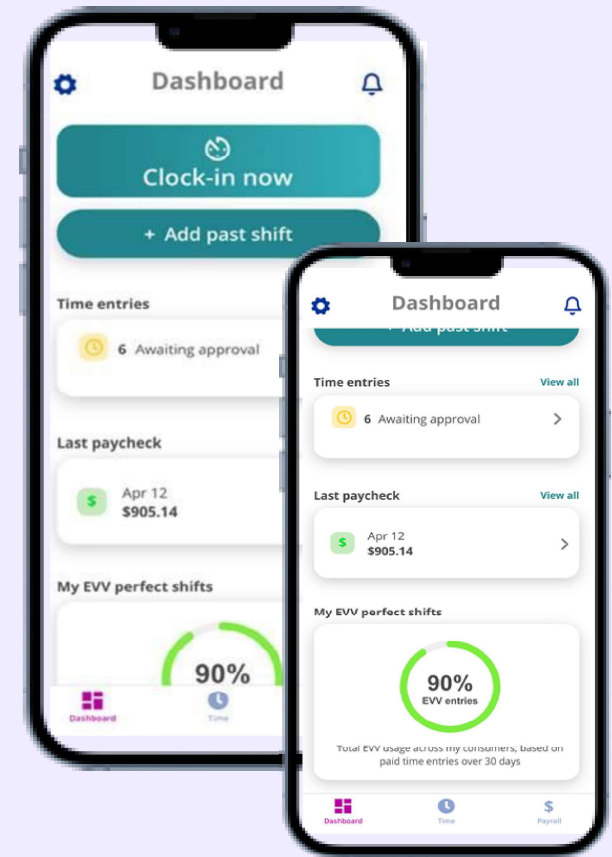 Dashboard
Clock-in now
+ Add past shift
Time entries
6 Awaiting approval
Last paycheck
Apr 12
$905.14
My EVV perfect shifts
90%
Dashboard
Time
Dashboard
+ Add past shift
Time entries
View all
6 Awaiting approval
Last paycheck
View all
Apr 12
$905.14
My EVV perfect shifts
90%
EVV entries
Total EVV usage across my consumers, based on
paid time entries over 30 days
Dashboard
Time
$
Payroll